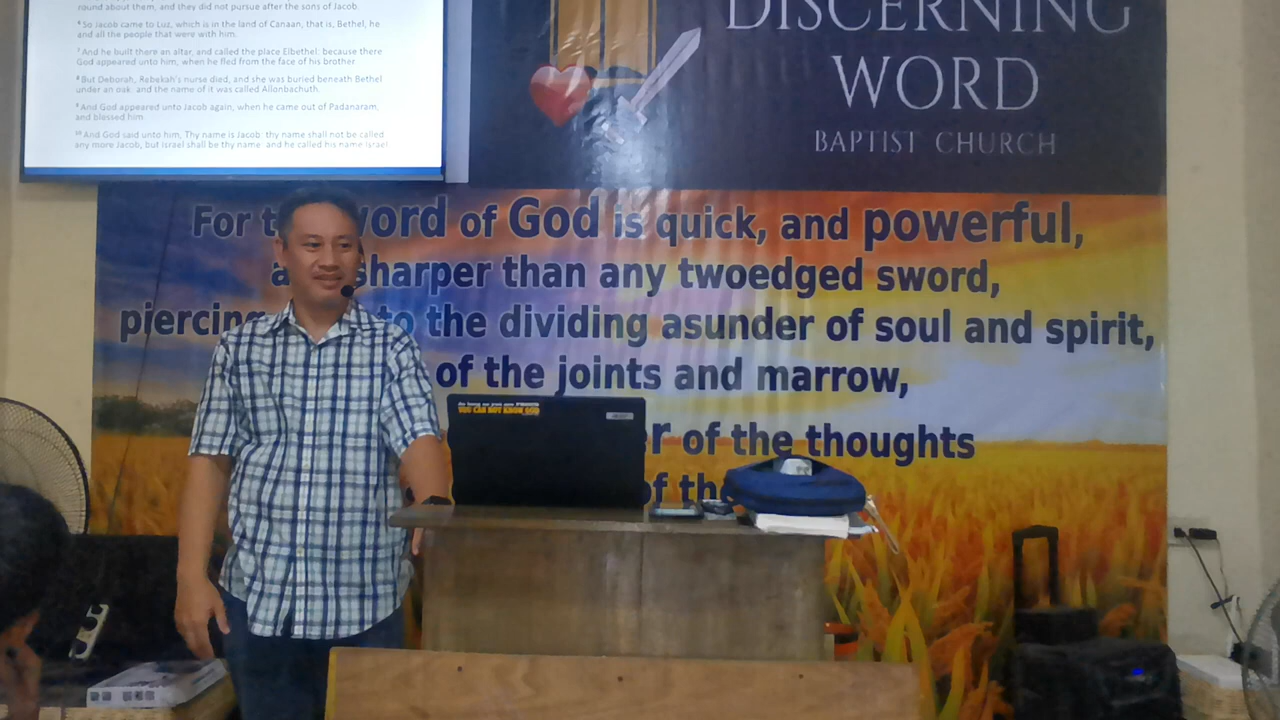 round about them, and they did not pursue after the sons of Jacob.
6 So Jacob came to Luz, which is in the land of Canaan, that is, Bethel, he
and all the people that were with him.
7 And he built there an altar, and called the place Elbethel: because there
God appeared unto him, when he fled from the face of his brother.
8 But Deborah, Rebekah's nurse died, and she was buried beneath Bethel
under an oak: and the name of it was called Allonbachuth.
9 And God appeared unto Jacob again, when he came out of Padanaram,
and blessed him.
10 And God said unto him, Thy name is Jacob: thy name shall not be called
any more Jacob, but Israel shall be thy name: and he called his name Israel
DISCERNING
WORD
BAPTIST CHURCH
For word of God is quick, and powerful,
sharper than any twoedged sword,
piercing to the dividing asunder of soul and spirit,
of the joints and marrow,
of the thoughts
of the
YOU CAN NOT KNOW GOD